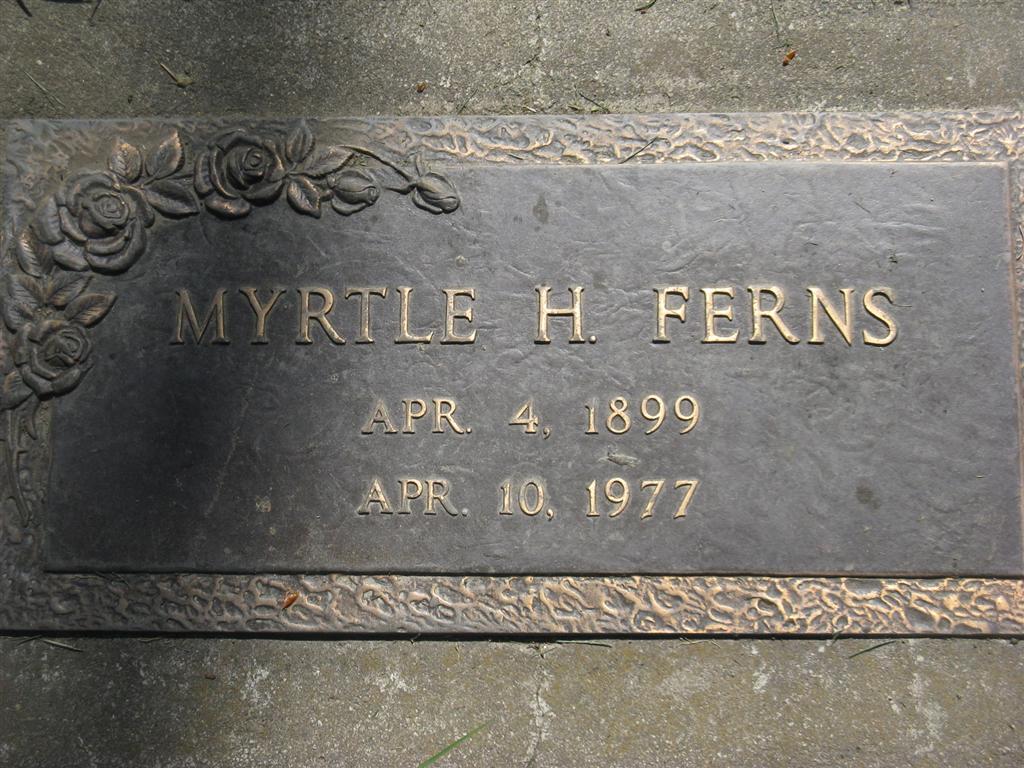 MYRTLE H. FERNS
APR. 4, 1899
APR. 10, 1977